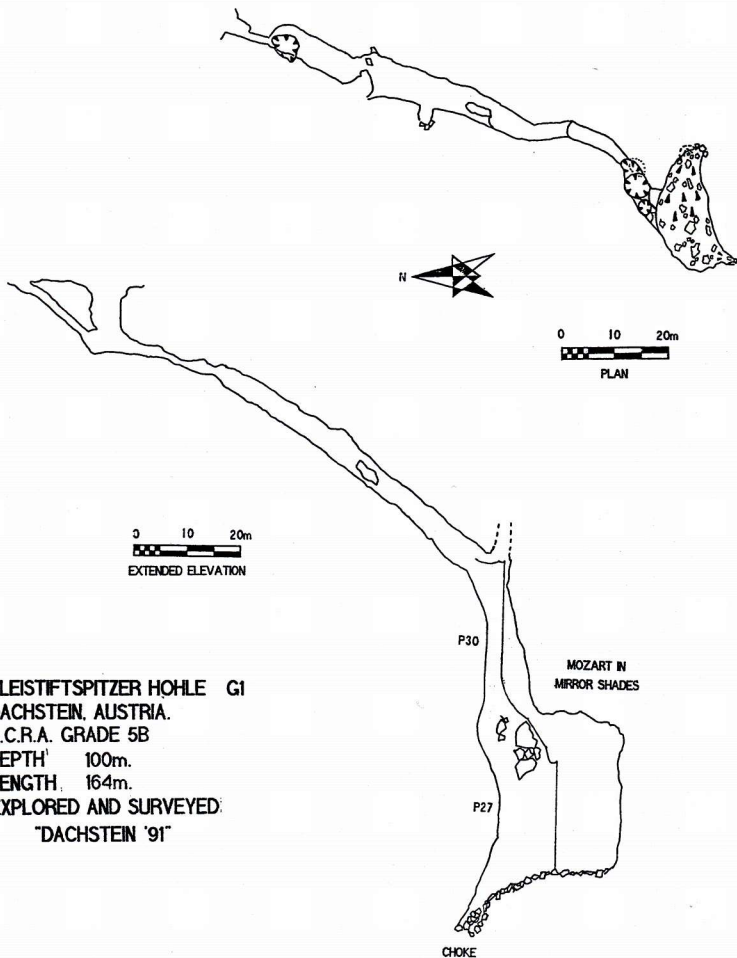 N
0 10 20m
PLAN
0 10 20m
EXTENDED ELEVATION
P30
MOZART IN
MIRROR SHADES
LEISTIFTSPITZER HOHLE G1
ACHSTEIN, AUSTRIA.
.C.R.A. GRADE 5B
EPTH 100m.
ENGTH 164m.
XPLORED AND SURVEYED:
"DACHSTEIN '91"
P27
CHOKE